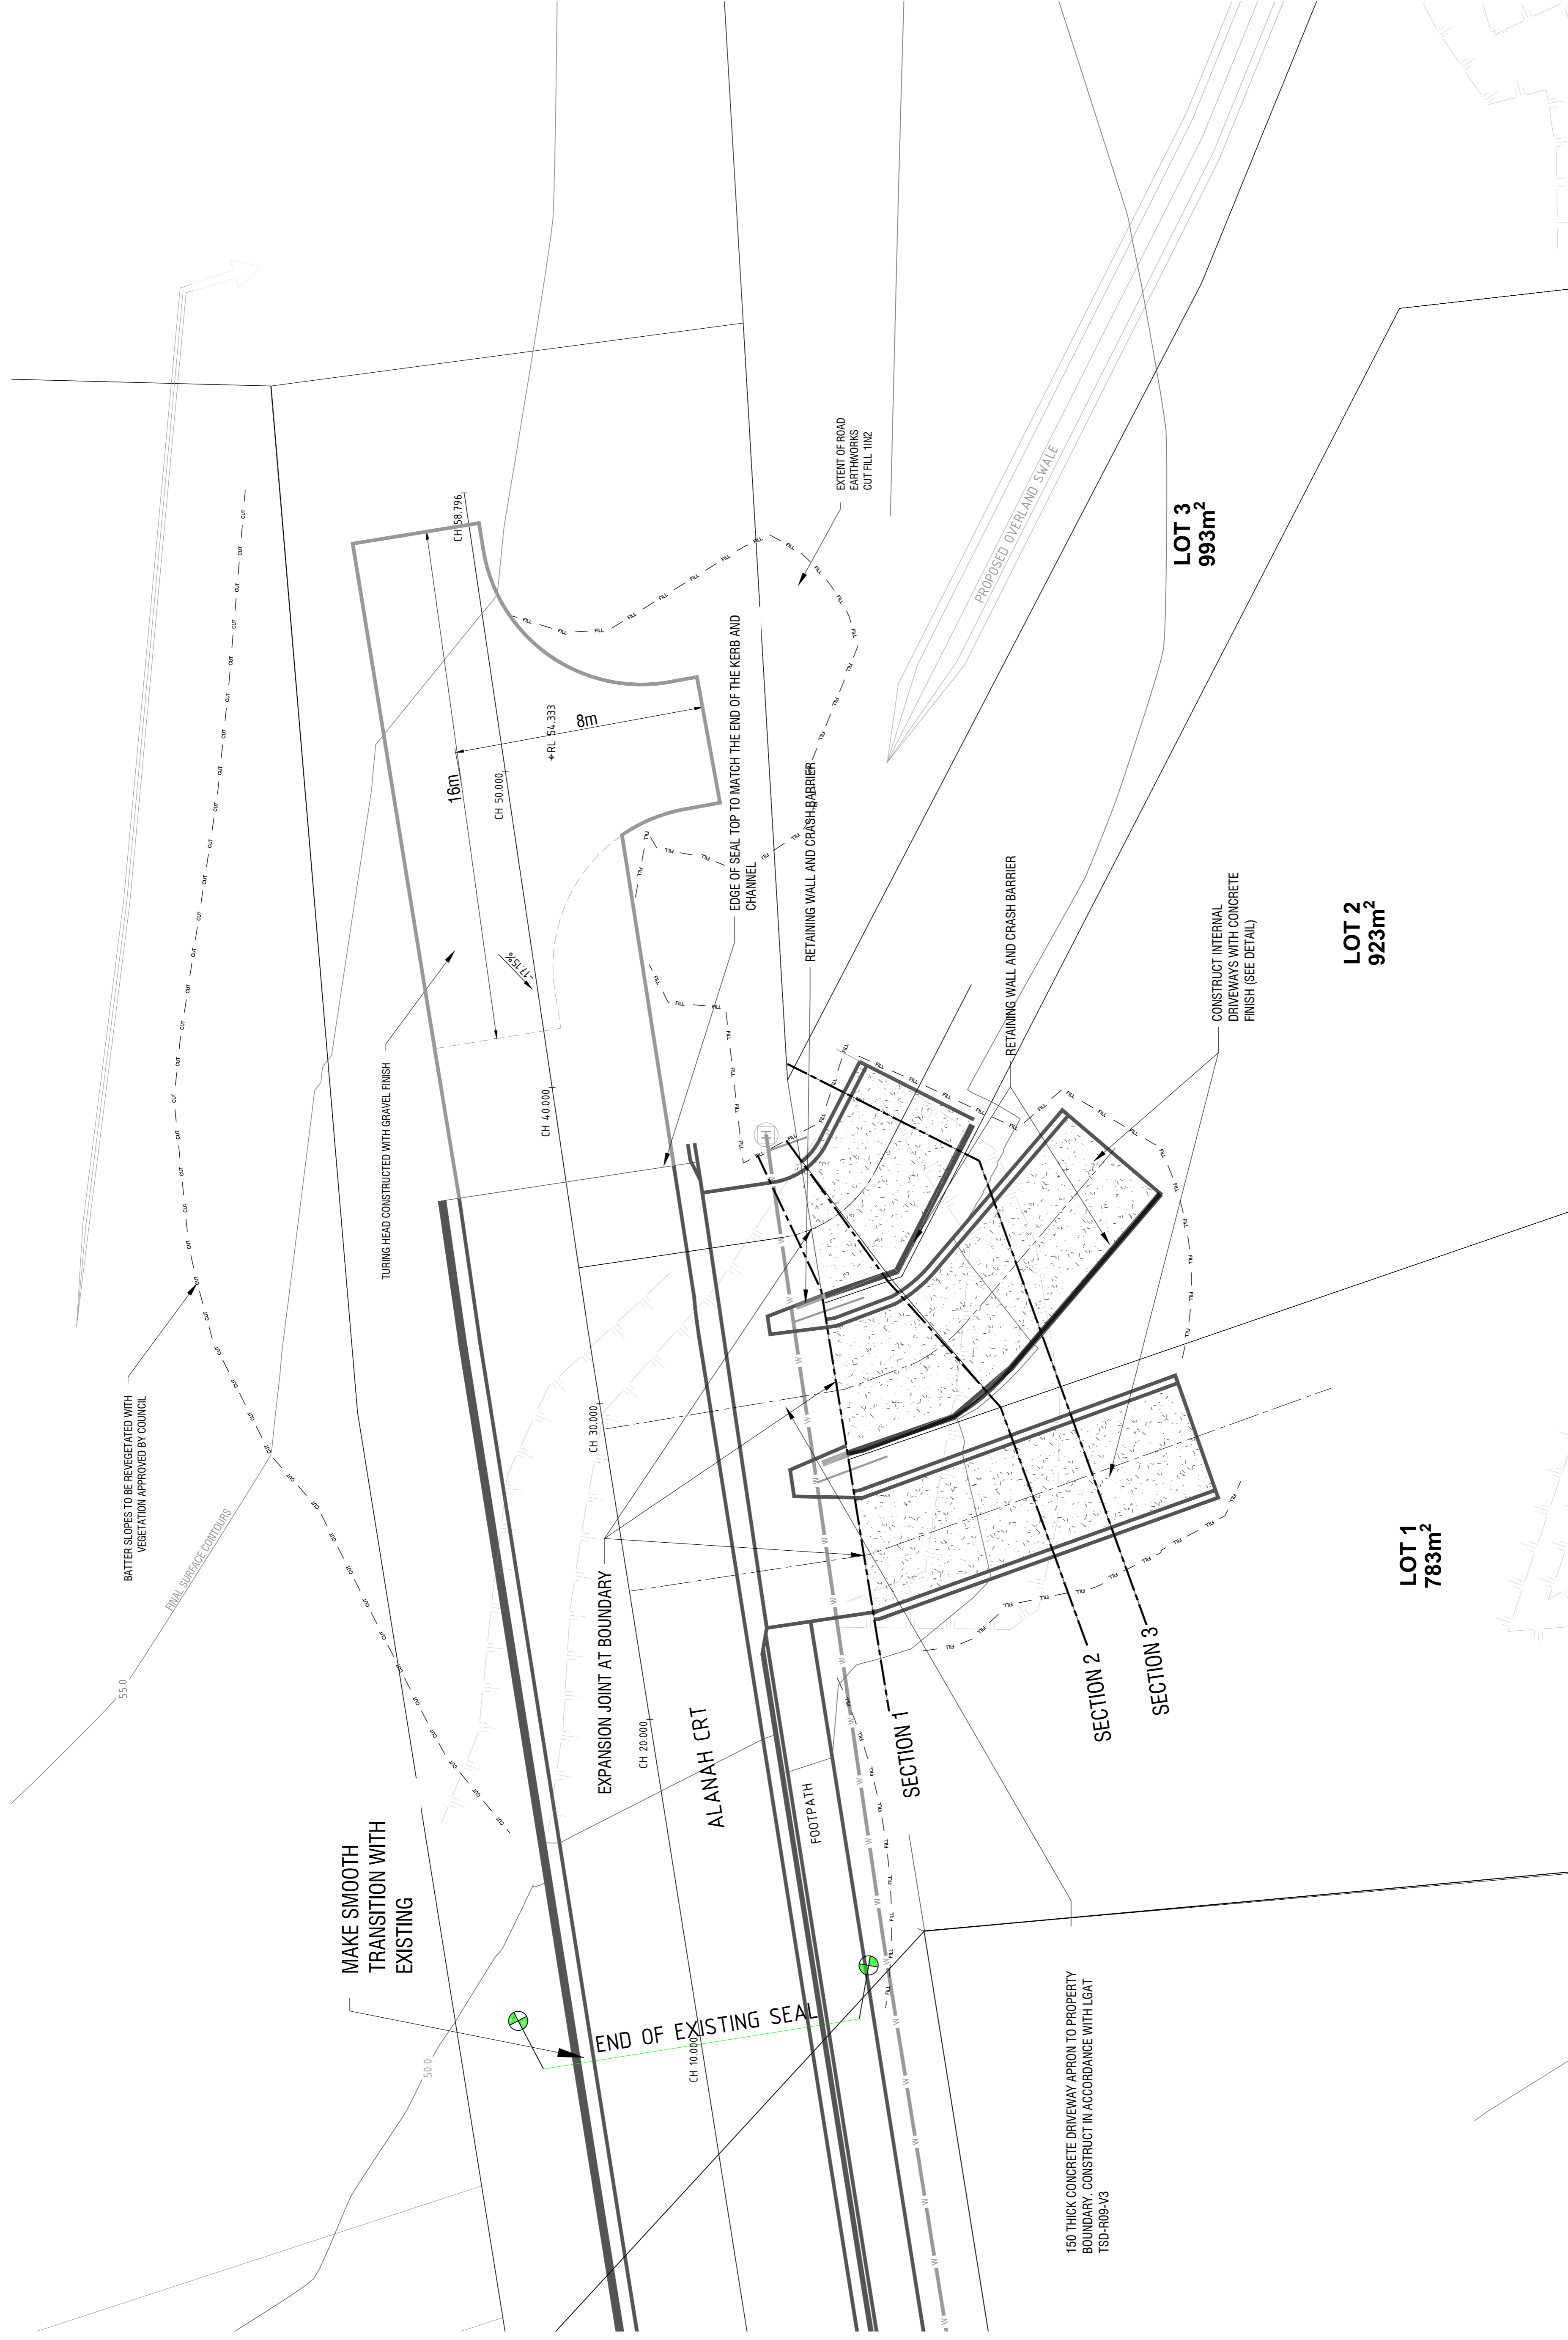 BATTER SLOPES TO BE REVEGETATED WITH
VEGETATION APPROVED BY COUNCIL
FINAL SURFACE CONTOURS
55.0
50.0
MAKE SMOOTH
TRANSITION WITH
EXISTING
TURING HEAD CONSTRUCTED WITH GRAVEL FINISH
CH 58.796
16m
8m
RL 54.333
CH 50.000
-17.15%
CH 40.000
CH 30.000
CH 20.000
CH 10.000
END OF EXISTING SEAL
EXPANSION JOINT AT BOUNDARY
ALANAH CRT
FOOTPATH
EDGE OF SEAL TOP TO MATCH THE END OF THE KERB AND
CHANNEL
RETAINING WALL AND CRASH BARRIER
EXTENT OF ROAD
EARTHWORKS
CUT FILL 1IN2
PROPOSED OVERLAND SWALE
RETAINING WALL AND CRASH BARRIER
CONSTRUCT INTERNAL
DRIVEWAYS WITH CONCRETE
FINISH (SEE DETAIL)
LOT 3
993m²
LOT 2
923m²
LOT 1
783m²
SECTION 1
SECTION 2
SECTION 3
150 THICK CONCRETE DRIVEWAY APRON TO PROPERTY
BOUNDARY. CONSTRUCT IN ACCORDANCE WITH LGAT
TSD-R09-V3
CUT
FILL
W
H